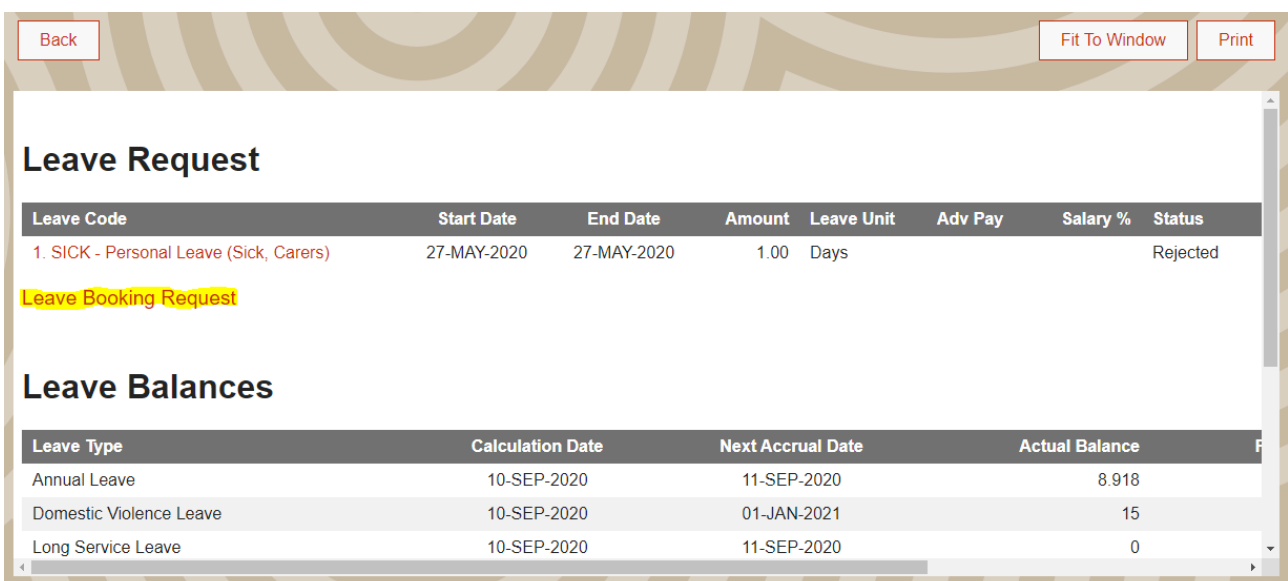 Back Fit To Window Print
Leave Request
Leave Code Start Date End Date Amount Leave Unit Adv Pay Salary % Status
1. SICK - Personal Leave (Sick, Carers) 27-MAY-2020 27-MAY-2020 1.00 Days Rejected
Leave Booking Request
Leave Balances
Leave Type Calculation Date Next Accrual Date Actual Balance
Annual Leave 10-SEP-2020 11-SEP-2020 8.918
Domestic Violence Leave 10-SEP-2020 01-JAN-2021 15
Long Service Leave 10-SEP-2020 11-SEP-2020 0